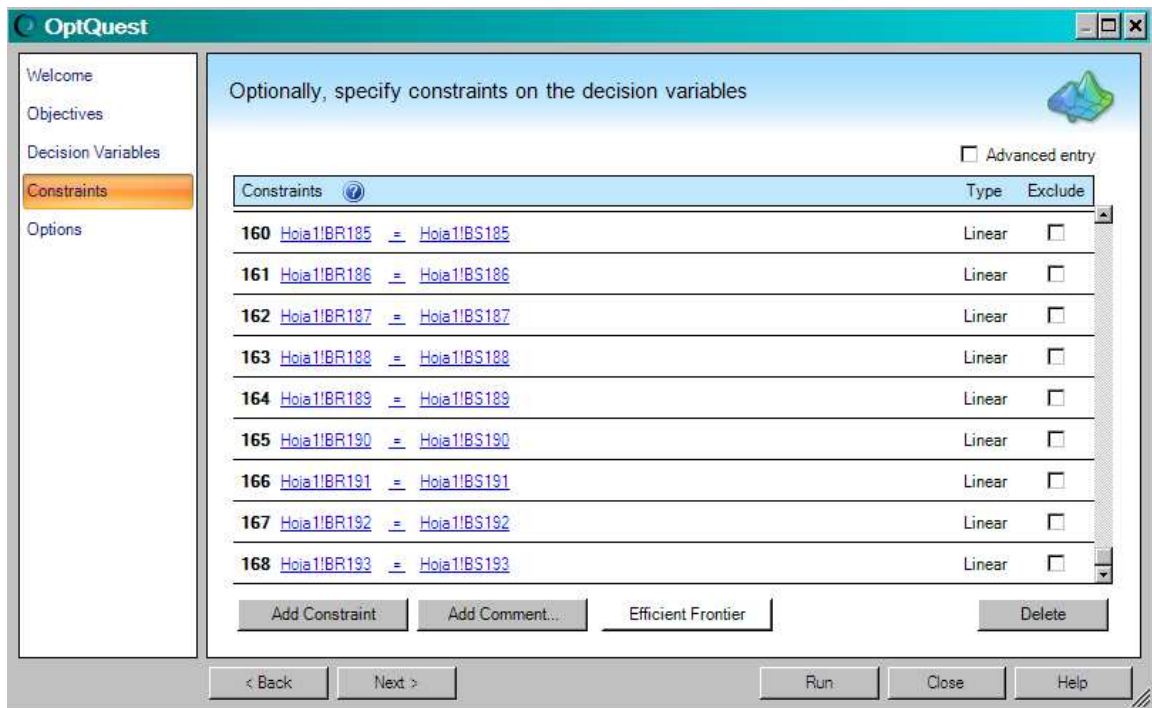 OptQuest
Welcome
Objectives
Decision Variables
Constraints
Options
Optionally, specify constraints on the decision variables
Advanced entry
Constraints Type Exclude
160 Hoja1!BR185 = Hoja1!BS185 Linear
161 Hoja1!BR186 = Hoja1!BS186 Linear
162 Hoja1!BR187 = Hoja1!BS187 Linear
163 Hoja1!BR188 = Hoja1!BS188 Linear
164 Hoja1!BR189 = Hoja1!BS189 Linear
165 Hoja1!BR190 = Hoja1!BS190 Linear
166 Hoja1!BR191 = Hoja1!BS191 Linear
167 Hoja1!BR192 = Hoja1!BS192 Linear
168 Hoja1!BR193 = Hoja1!BS193 Linear
Add Constraint Add Comment... Efficient Frontier Delete
< Back Next > Run Close Help